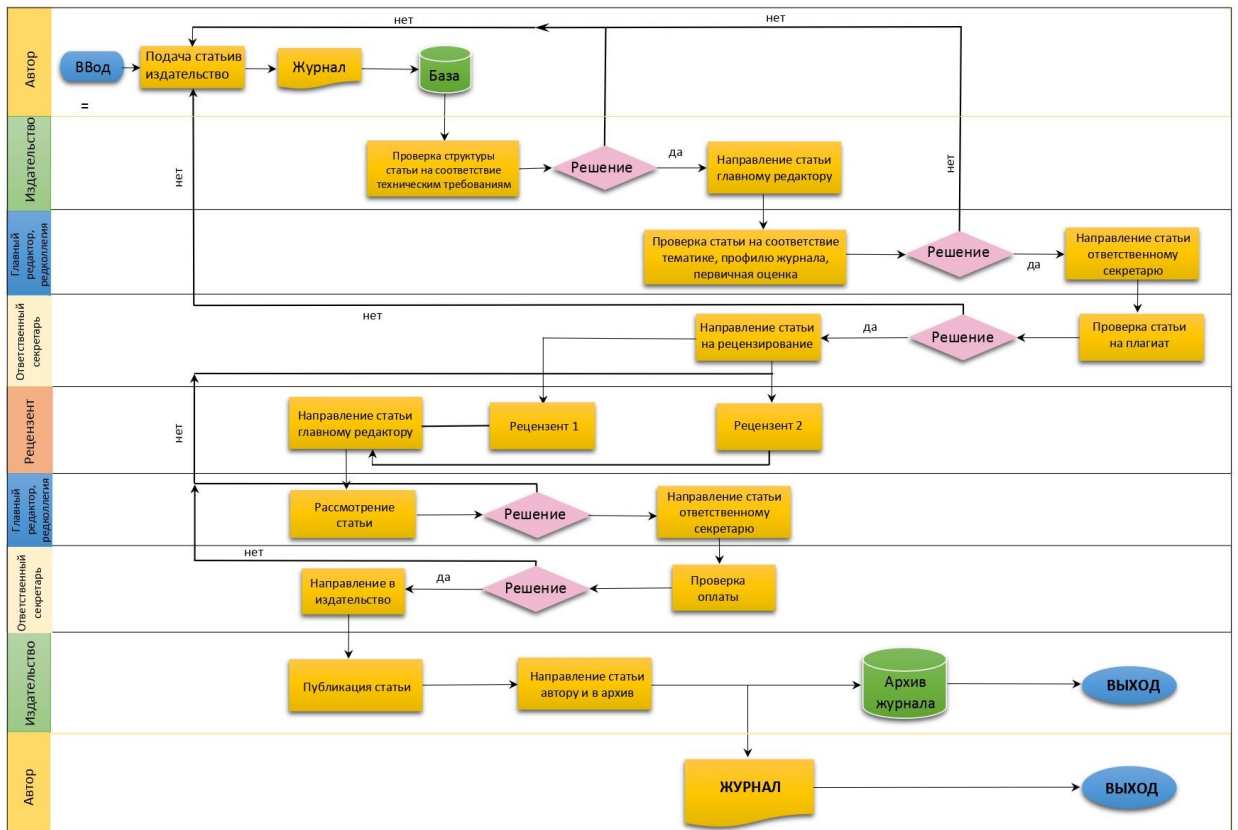 нет
нет
Автор
ВВод
Подача статьив
издательство
Журнал
База
=
Издательство
Проверка структуры
статьи на соответствие
техническим требованиям
Решение
да
Направление статьи
главному редактору
нет
нет
Главный
редактор,
редколлегия
Проверка статьи на соответствие
тематике, профилю журнала,
первичная оценка
Решение
да
Направление статьи
ответственному
секретарю
Ответственный
секретарь
нет
Направление статьи
на рецензирование
да
Решение
Проверка статьи
на плагиат
Рецензент
нет
Направление статьи
главному редактору
Рецензент 1
Рецензент 2
Главный
редактор,
редколлегия
Рассмотрение
статьи
Решение
Направление статьи
ответственному
секретарю
Ответственный
секретарь
нет
Направление в
издательство
да
Решение
Проверка
оплаты
Издательство
Публикация статьи
Направление статьи
автору и в архив
Архив
журнала
ВЫХОД
Автор
ЖУРНАЛ
ВЫХОД